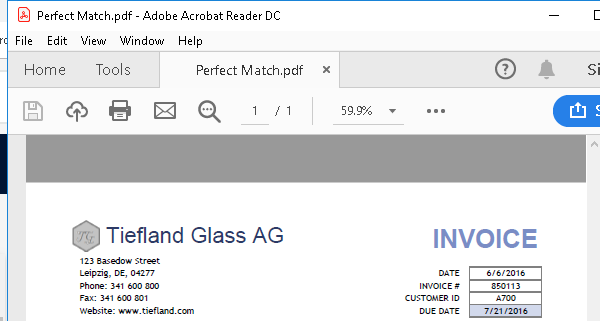 Perfect Match.pdf - Adobe Acrobat Reader DC
File Edit View Window Help
Home Tools Perfect Match.pdf × ? Si
1 / 1 59.9%
S
Tiefland Glass AG INVOICE
123 Basedow Street
Leipzig, DE, 04277 DATE 6/6/2016
Phone: 341 600 800 INVOICE # 850113
Fax: 341 600 801 CUSTOMER ID A700
Website: www.tiefland.com DUE DATE 7/21/2016